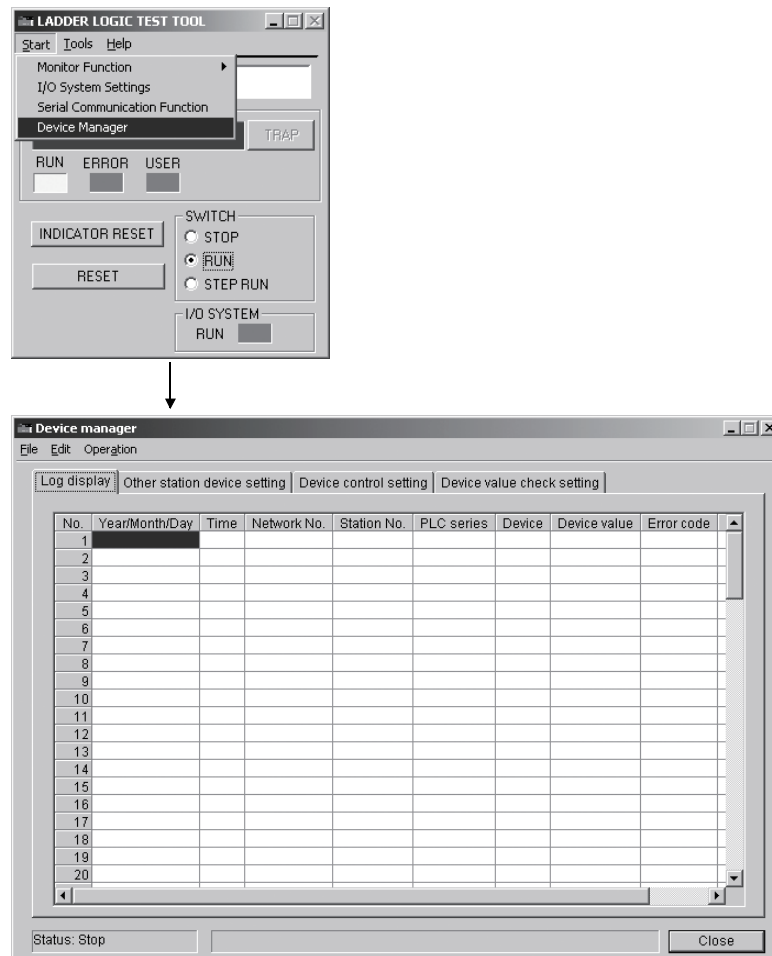 LADDER LOGIC TEST TOOL
Start Tools Help
Monitor Function
I/O System Settings
Serial Communication Function
Device Manager
TRAP
RUN ERROR USER
INDICATOR RESET
RESET
SWITCH
STOP
RUN
STEP RUN
I/O SYSTEM
RUN
Device manager
File Edit Operation
Log display Other station device setting Device control setting Device value check setting
No. Year/Month/Day Time Network No. Station No. PLC series Device Device value Error code
1
2
3
4
5
6
7
8
9
10
11
12
13
14
15
16
17
18
19
20
Status: Stop Close